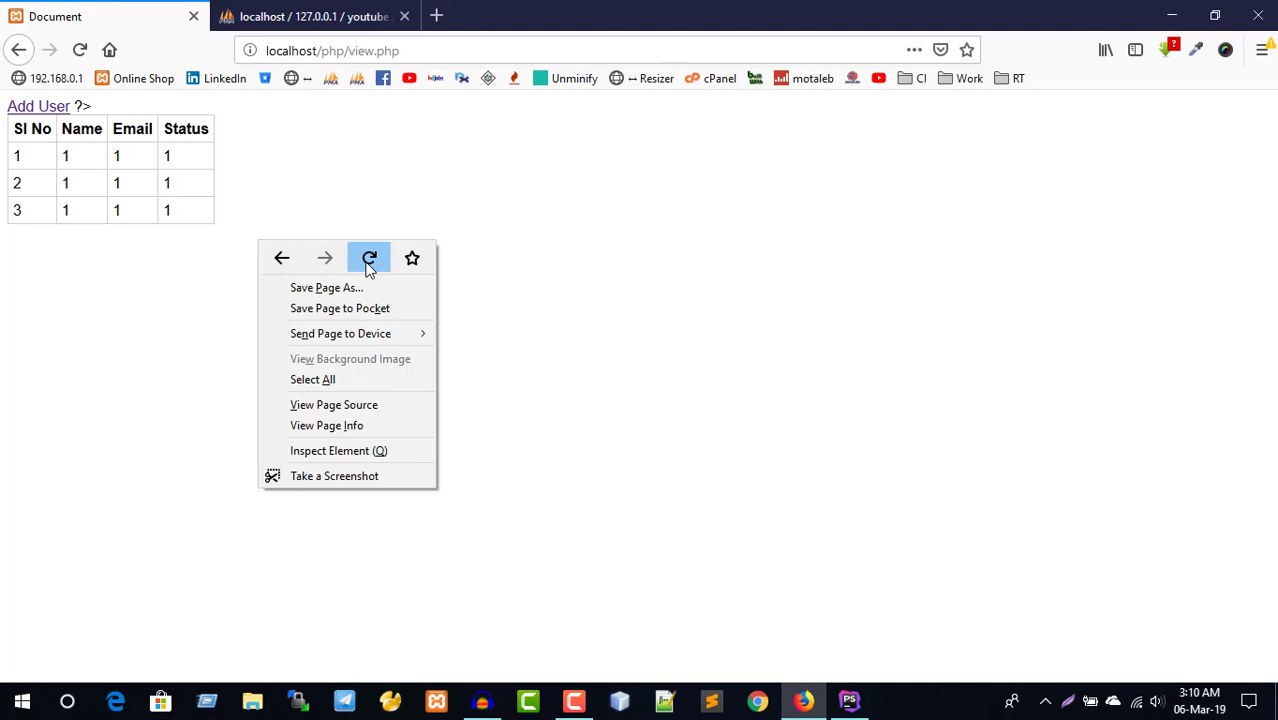 Document
localhost / 127.0.0.1 / youtube
localhost/php/view.php
192.168.0.1 Online Shop LinkedIn Unminify Resizer cPanel motaleb CI Work RT
Add User ?>
Sl No Name Email Status
1 1 1 1
2 1 1 1
3 1 1 1
Save Page As...
Save Page to Pocket
Send Page to Device
View Background Image
Select All
View Page Source
View Page Info
Inspect Element (Q)
Take a Screenshot
3:10 AM
06-Mar-19